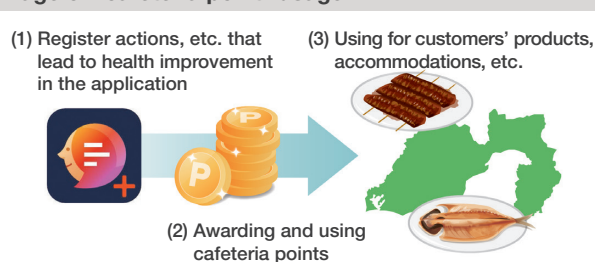 (1) Register actions, etc. that
lead to health improvement
in the application
(3) Using for customers’ products,
accommodations, etc.
P
P
(2) Awarding and using
cafeteria points